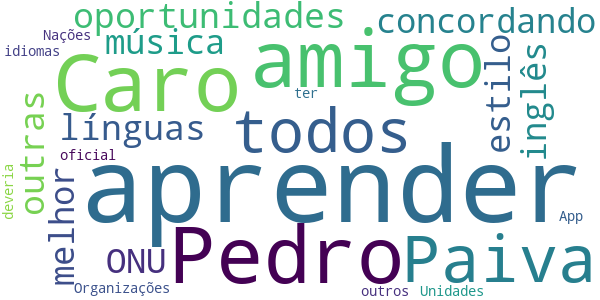 oportunidades
concordando
Nações
música
idiomas
Caro
amigo
estilo
inglês
ter
outras
línguas
todos
oficial
aprender
deveria
melhor
ONU
Pedro
Paiva
App
Organizações
outros
Unidades